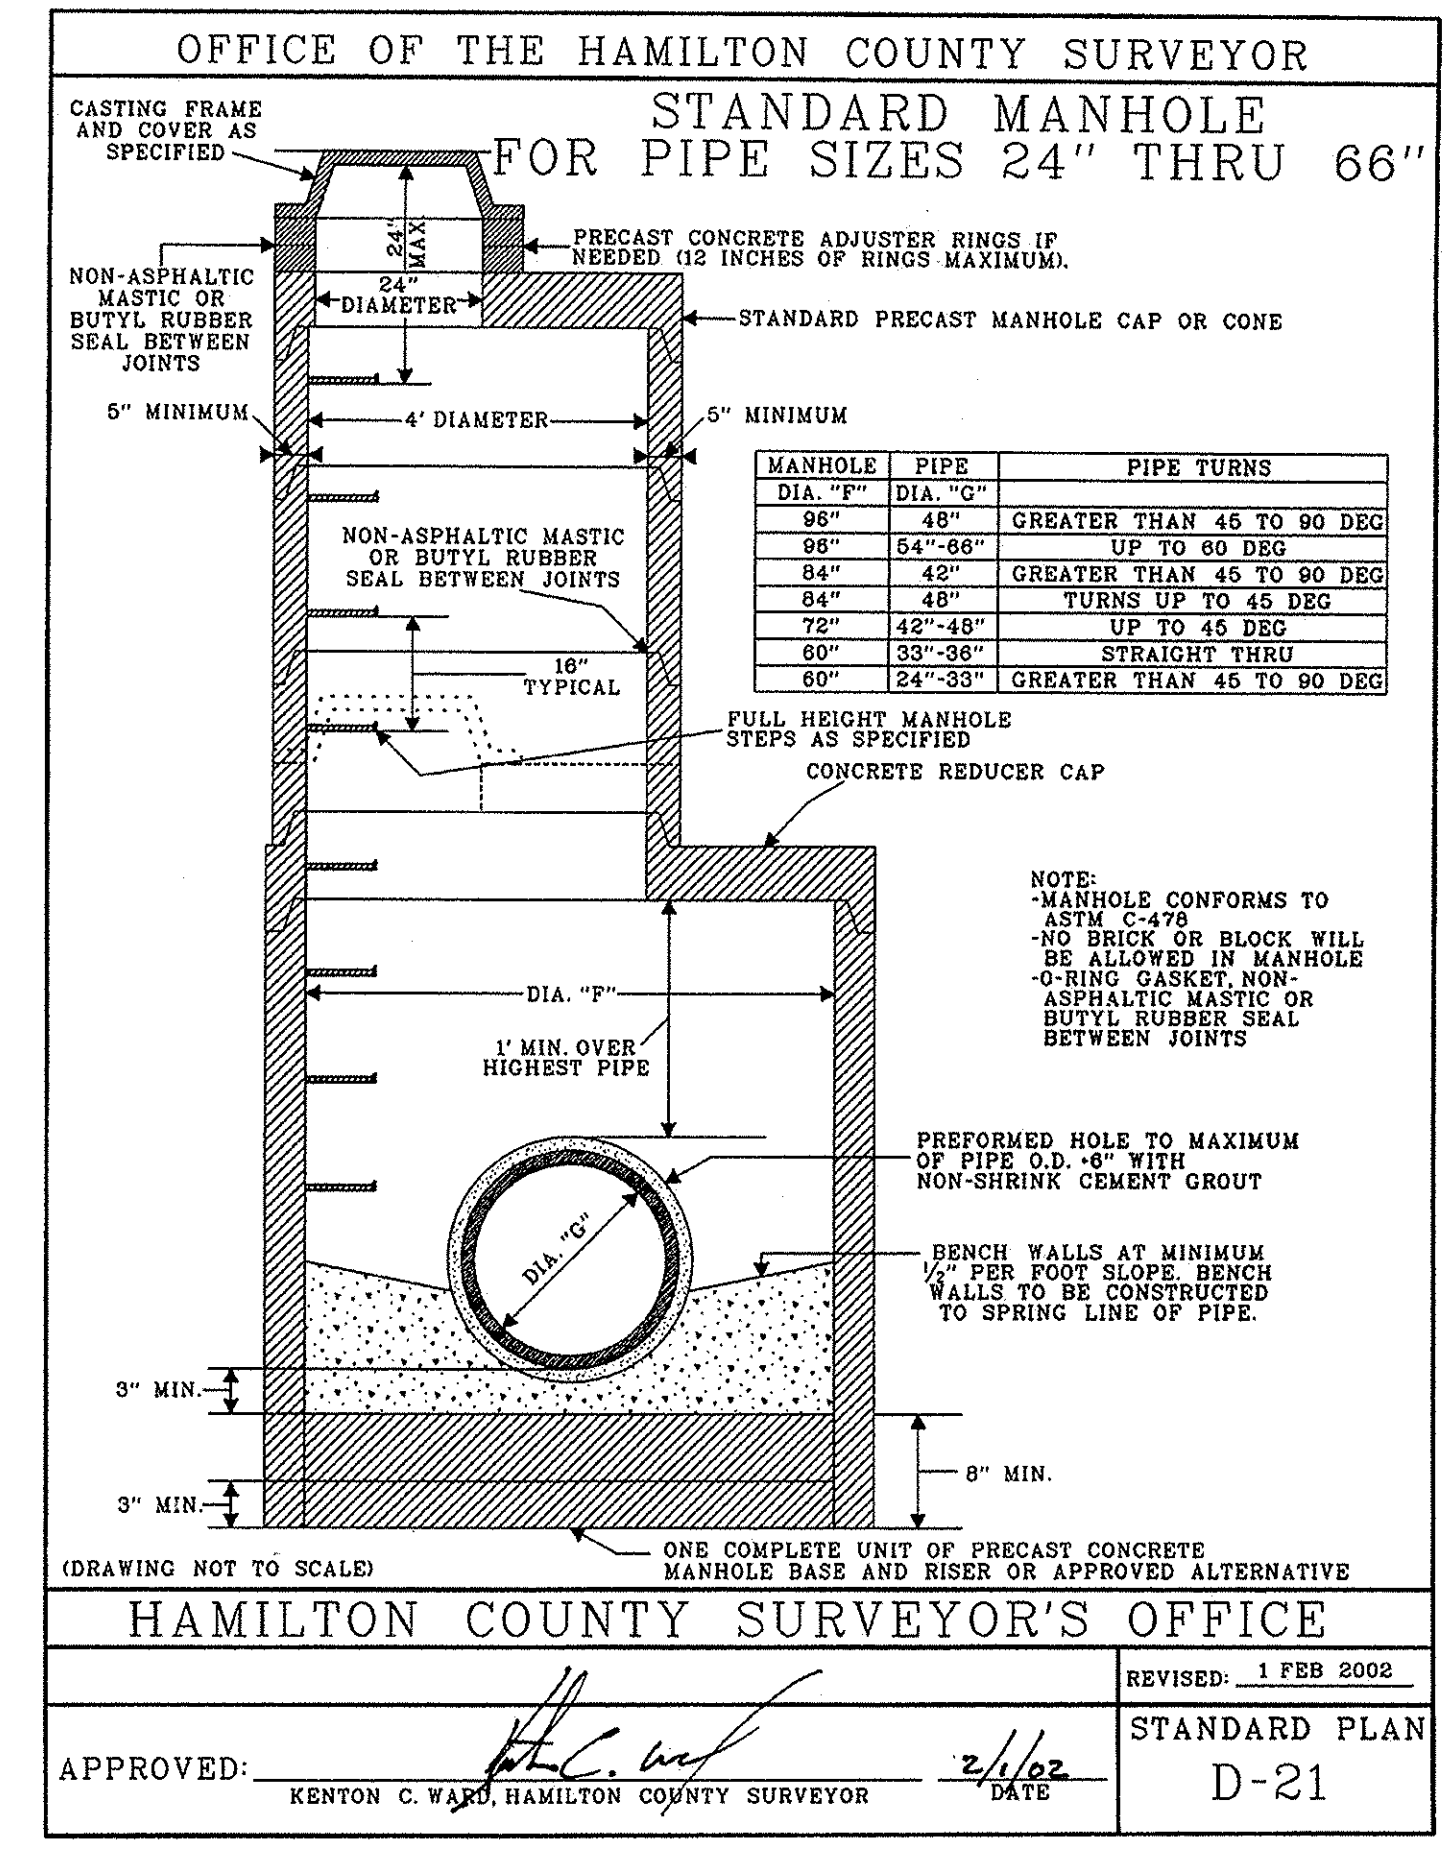 OFFICE OF THE HAMILTON COUNTY SURVEYOR
STANDARD MANHOLE
FOR PIPE SIZES 24" THRU 66"
CASTING FRAME
AND COVER AS
SPECIFIED
24"
MAX
PRECAST CONCRETE ADJUSTER RINGS IF
NEEDED (12 INCHES OF RINGS MAXIMUM).
NON-ASPHALTIC
MASTIC OR
BUTYL RUBBER
SEAL BETWEEN
JOINTS
24"
DIAMETER
STANDARD PRECAST MANHOLE CAP OR CONE
5" MINIMUM
4' DIAMETER
5" MINIMUM
MANHOLE PIPE PIPE TURNS
DIA. "F" DIA. "G"
96" 48" GREATER THAN 45 TO 90 DEG
96" 54"-66" UP TO 60 DEG
84" 42" GREATER THAN 45 TO 90 DEG
84" 48" TURNS UP TO 45 DEG
72" 42"-48" UP TO 45 DEG
60" 33"-36" STRAIGHT THRU
60" 24"-33" GREATER THAN 45 TO 90 DEG
NON-ASPHALTIC MASTIC
OR BUTYL RUBBER
SEAL BETWEEN JOINTS
16"
TYPICAL
FULL HEIGHT MANHOLE
STEPS AS SPECIFIED
CONCRETE REDUCER CAP
NOTE:
-MANHOLE CONFORMS TO
ASTM C-478
-NO BRICK OR BLOCK WILL
BE ALLOWED IN MANHOLE
-O-RING GASKET, NON-
ASPHALTIC MASTIC OR
BUTYL RUBBER SEAL
BETWEEN JOINTS
DIA. "F"
1' MIN. OVER
HIGHEST PIPE
PREFORMED HOLE TO MAXIMUM
OF PIPE O.D. +6" WITH
NON-SHRINK CEMENT GROUT
DIA. "G"
BENCH WALLS AT MINIMUM
1/2" PER FOOT SLOPE. BENCH
WALLS TO BE CONSTRUCTED
TO SPRING LINE OF PIPE.
3" MIN.
8" MIN.
3" MIN.
ONE COMPLETE UNIT OF PRECAST CONCRETE
MANHOLE BASE AND RISER OR APPROVED ALTERNATIVE
(DRAWING NOT TO SCALE)
HAMILTON COUNTY SURVEYOR'S OFFICE
REVISED: 1 FEB 2002
APPROVED:
KENTON C. WARD, HAMILTON COUNTY SURVEYOR
2/1/02
DATE
STANDARD PLAN
D-21